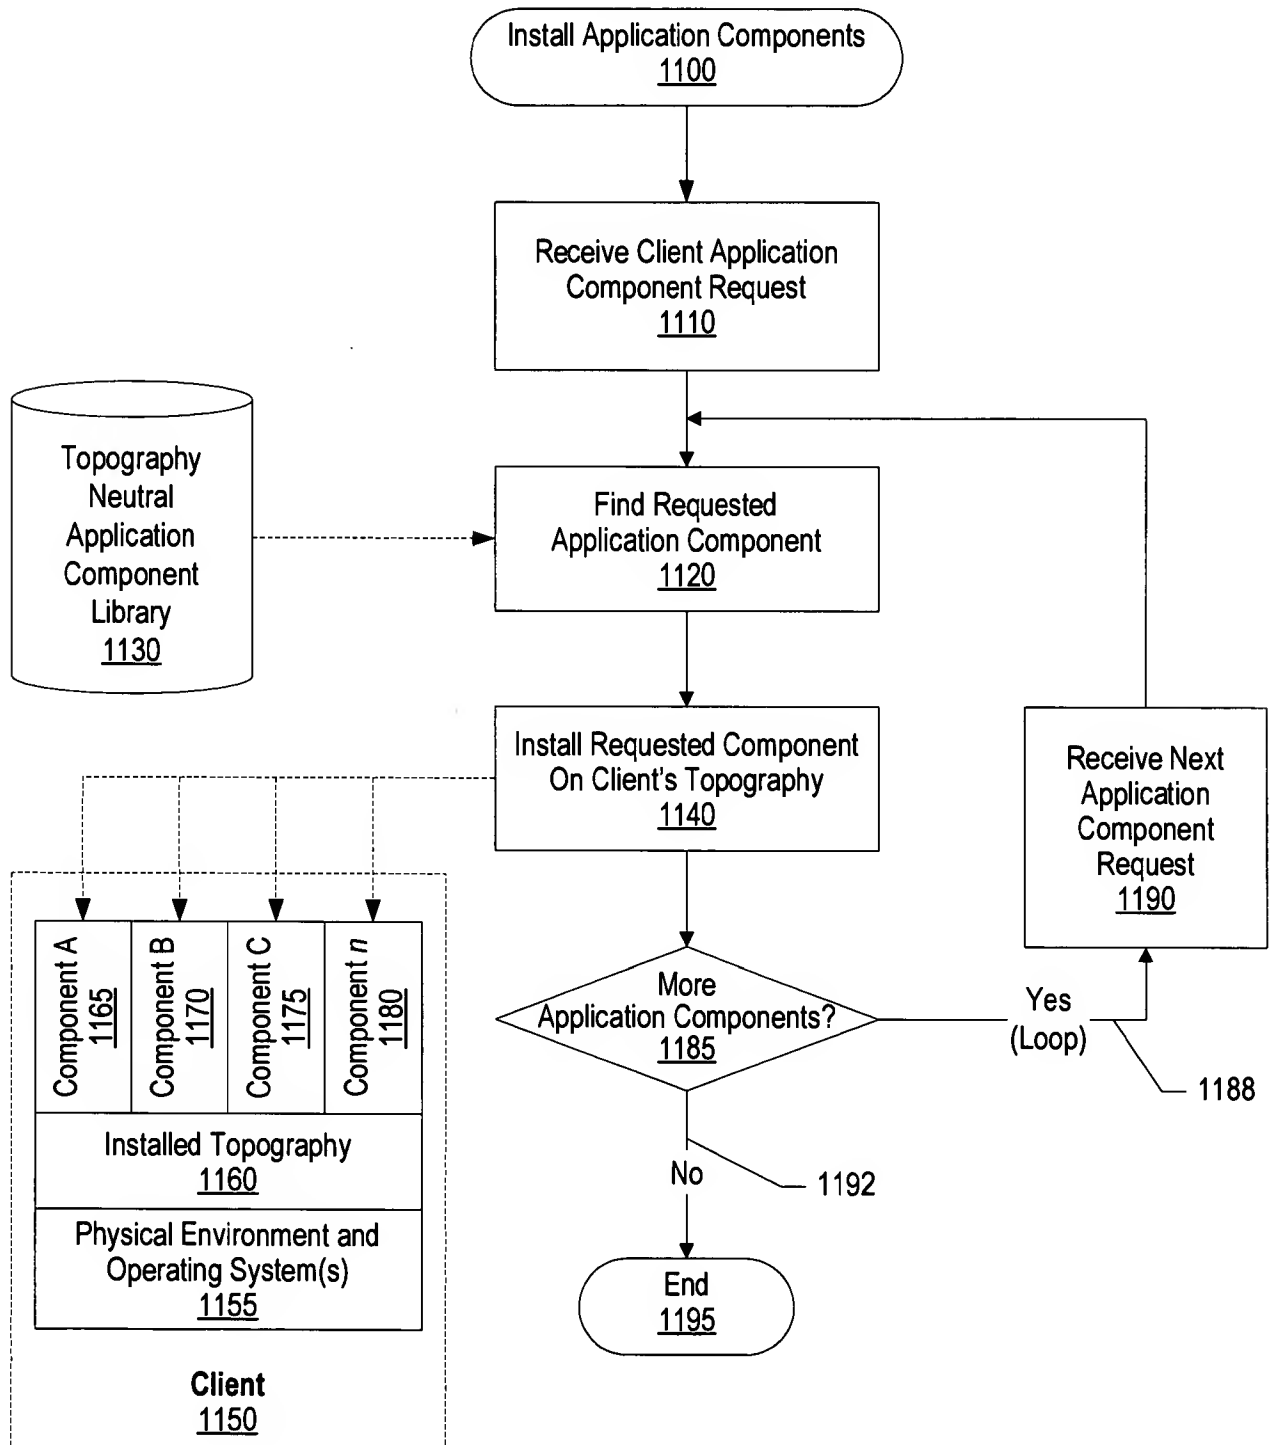 Install Application Components
1100
Receive Client Application
Component Request
1110
Topography
Neutral
Application
Component
Library
1130
Find Requested
Application Component
1120
Install Requested Component
On Client's Topography
1140
Receive Next
Application
Component
Request
1190
Component A
1165
Component B
1170
Component C
1175
Component n
1180
More
Application Components?
1185
Yes
(Loop)
1188
Installed Topography
1160
No
1192
Physical Environment and
Operating System(s)
1155
End
1195
Client
1150